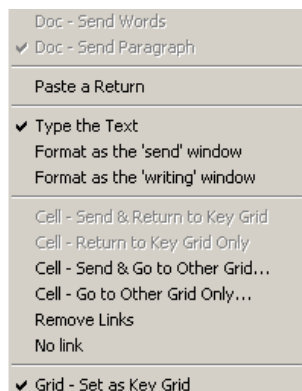 Doc - Send Words
Doc - Send Paragraph
Paste a Return
Type the Text
Format as the 'send' window
Format as the 'writing' window
Cell - Send & Return to Key Grid
Cell - Return to Key Grid Only
Cell - Send & Go to Other Grid...
Cell - Go to Other Grid Only...
Remove Links
No link
Grid - Set as Key Grid